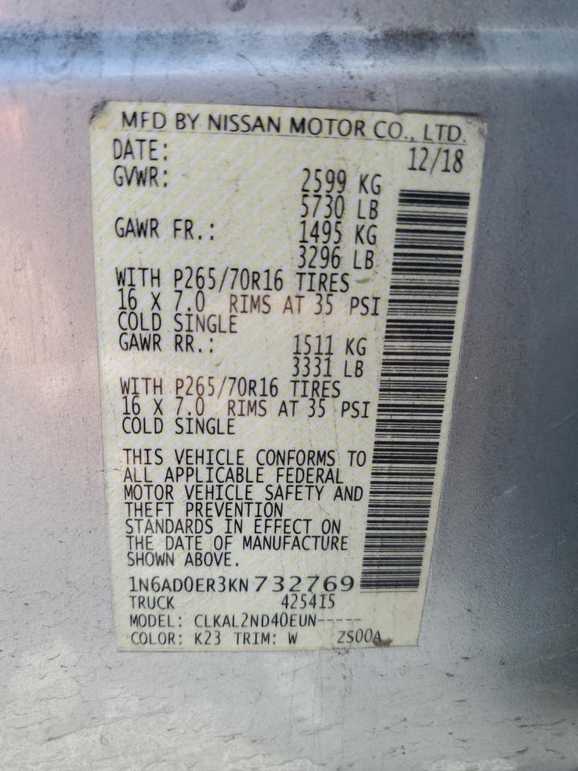 MFD BY NISSAN MOTOR CO., LTD.
DATE: 12/18
GVWR: 2599 KG
5730 LB
GAWR FR.: 1495 KG
3296 LB
WITH P265/70R16 TIRES
16 X 7.0 RIMS AT 35 PSI
COLD SINGLE
GAWR RR.: 1511 KG
3331 LB
WITH P265/70R16 TIRES
16 X 7.0 RIMS AT 35 PSI
COLD SINGLE
THIS VEHICLE CONFORMS TO
ALL APPLICABLE FEDERAL
MOTOR VEHICLE SAFETY AND
THEFT PREVENTION
STANDARDS IN EFFECT ON
THE DATE OF MANUFACTURE
SHOWN ABOVE.
1N6AD0ER3KN732769
TRUCK 425415
MODEL: CLKAL2ND40EUN-----
COLOR: K23 TRIM: W ZS00A